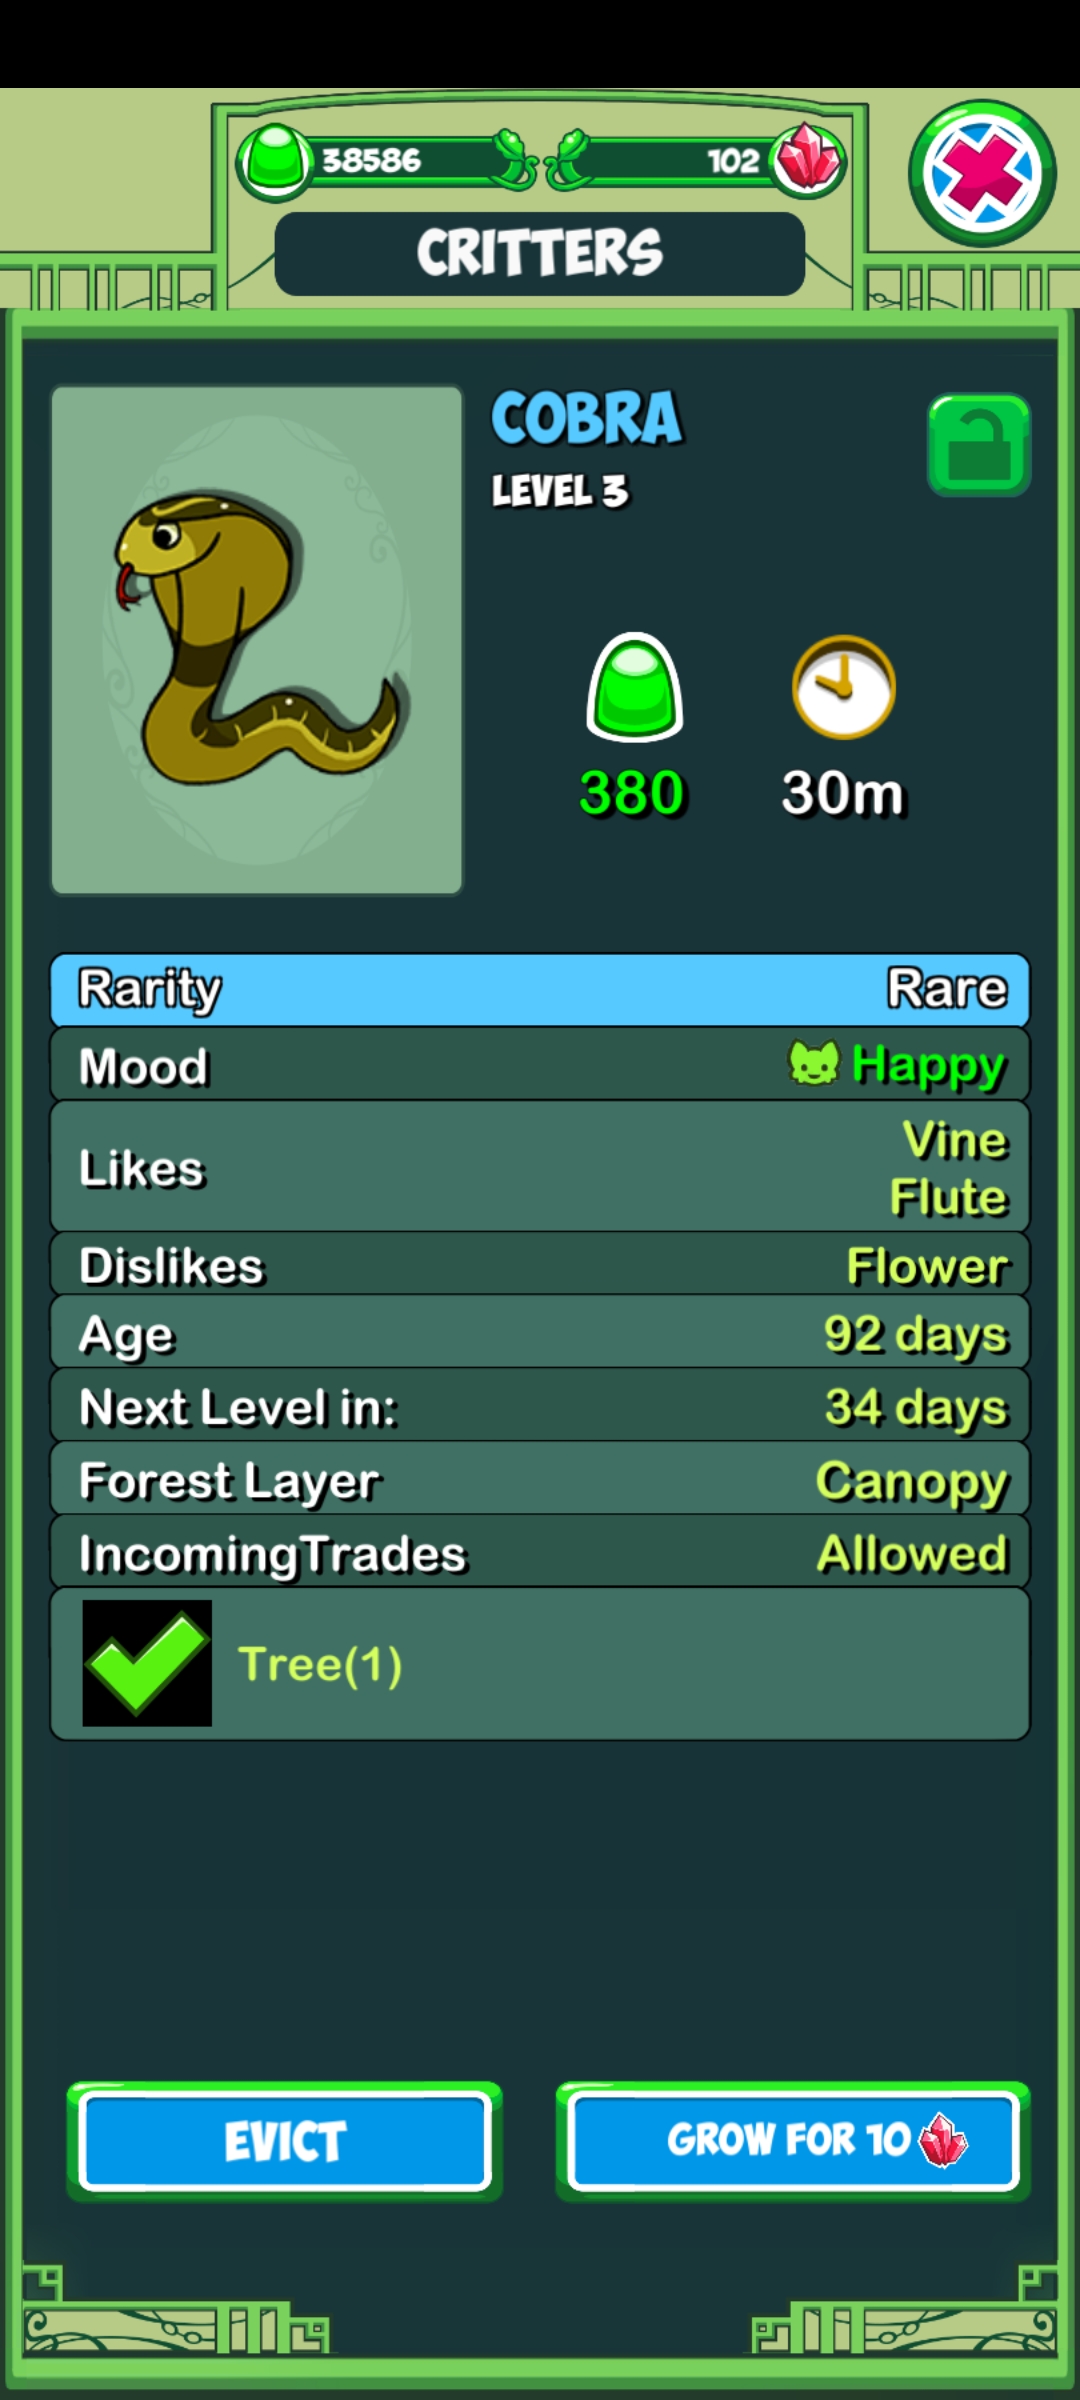 38586
102
CRITTERS
COBRA
LEVEL 3
380
30m
Rarity Rare
Mood Happy
Likes Vine
Flute
Dislikes Flower
Age 92 days
Next Level in: 34 days
Forest Layer Canopy
IncomingTrades Allowed
Tree(1)
EVICT
GROW FOR 10